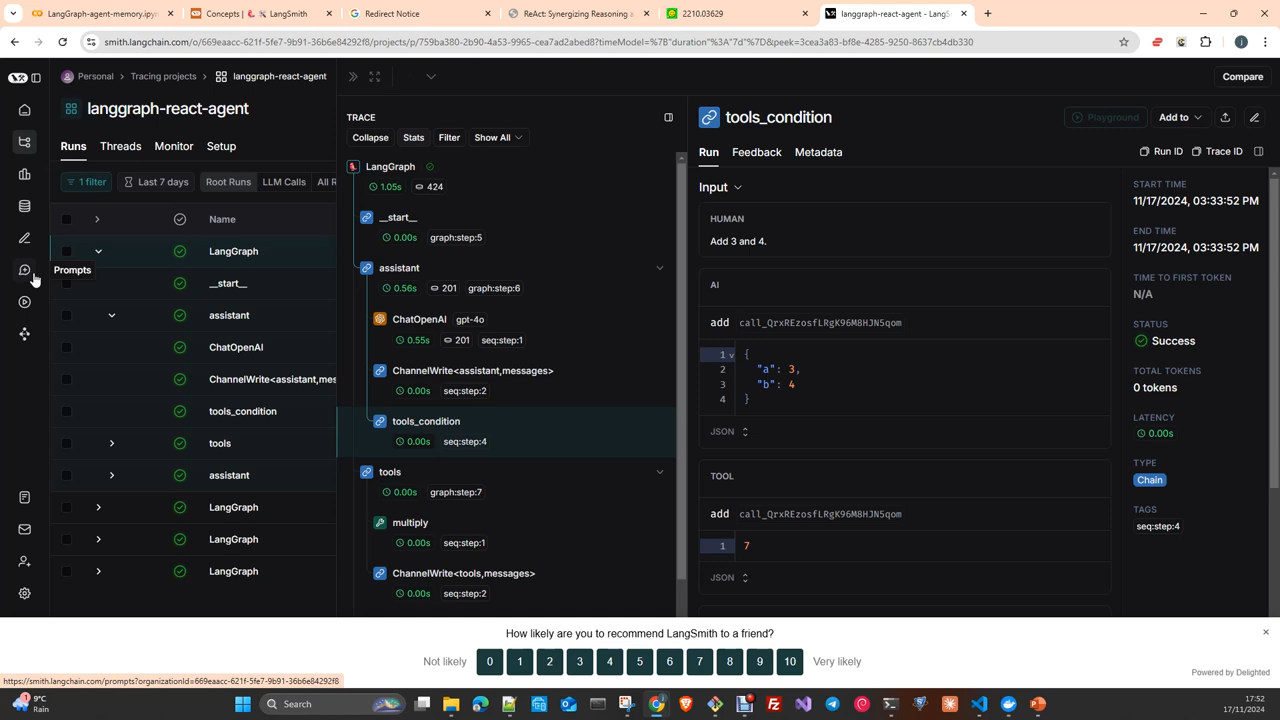 LangGraph-agent-memory.ipyn
Concepts | 🦜🛠️ LangSmith
Redirect Notice
ReAct: Synergizing Reasoning a
2210.03629
langgraph-react-agent - LangS
smith.langchain.com/o/669eaacc-621f-5fe7-9b91-36b6e84292f8/projects/p/759ba380-2b90-4a53-9965-cea7ad2abed8?timeModel=%7B"duration"%3A"7d"%7D&peek=3cea3a83-bf8e-4285-9250-8637cb4db330
Personal > Tracing projects > langgraph-react-agent
Compare
langgraph-react-agent
Runs Threads Monitor Setup
1 filter Last 7 days Root Runs LLM Calls All R
Name
LangGraph
__start__
assistant
ChatOpenAI
ChannelWrite<assistant,mes
tools_condition
tools
assistant
LangGraph
LangGraph
LangGraph
Prompts
TRACE
Collapse Stats Filter Show All
LangGraph
1.05s 424
__start__
0.00s graph:step:5
assistant
0.56s 201 graph:step:6
ChatOpenAI gpt-4o
0.55s 201 seq:step:1
ChannelWrite<assistant,messages>
0.00s seq:step:2
tools_condition
0.00s seq:step:4
tools
0.00s graph:step:7
multiply
0.00s seq:step:1
ChannelWrite<tools,messages>
0.00s seq:step:2
tools_condition
Playground Add to
Run Feedback Metadata
Run ID Trace ID
Input
HUMAN
Add 3 and 4.
AI
add call_QrxREzosfLRgK96M8HJN5qom
1 {
2 "a": 3,
3 "b": 4
4 }
JSON
TOOL
add call_QrxREzosfLRgK96M8HJN5qom
1 7
JSON
START TIME
11/17/2024, 03:33:52 PM
END TIME
11/17/2024, 03:33:52 PM
TIME TO FIRST TOKEN
N/A
STATUS
Success
TOTAL TOKENS
0 tokens
LATENCY
0.00s
TYPE
Chain
TAGS
seq:step:4
How likely are you to recommend LangSmith to a friend?
Not likely 0 1 2 3 4 5 6 7 8 9 10 Very likely
Powered by Delighted
https://smith.langchain.com/prompts?organizationId=669eaacc-621f-5fe7-9b91-36b6e84292f8
9°C
Rain
Search
17:52
17/11/2024